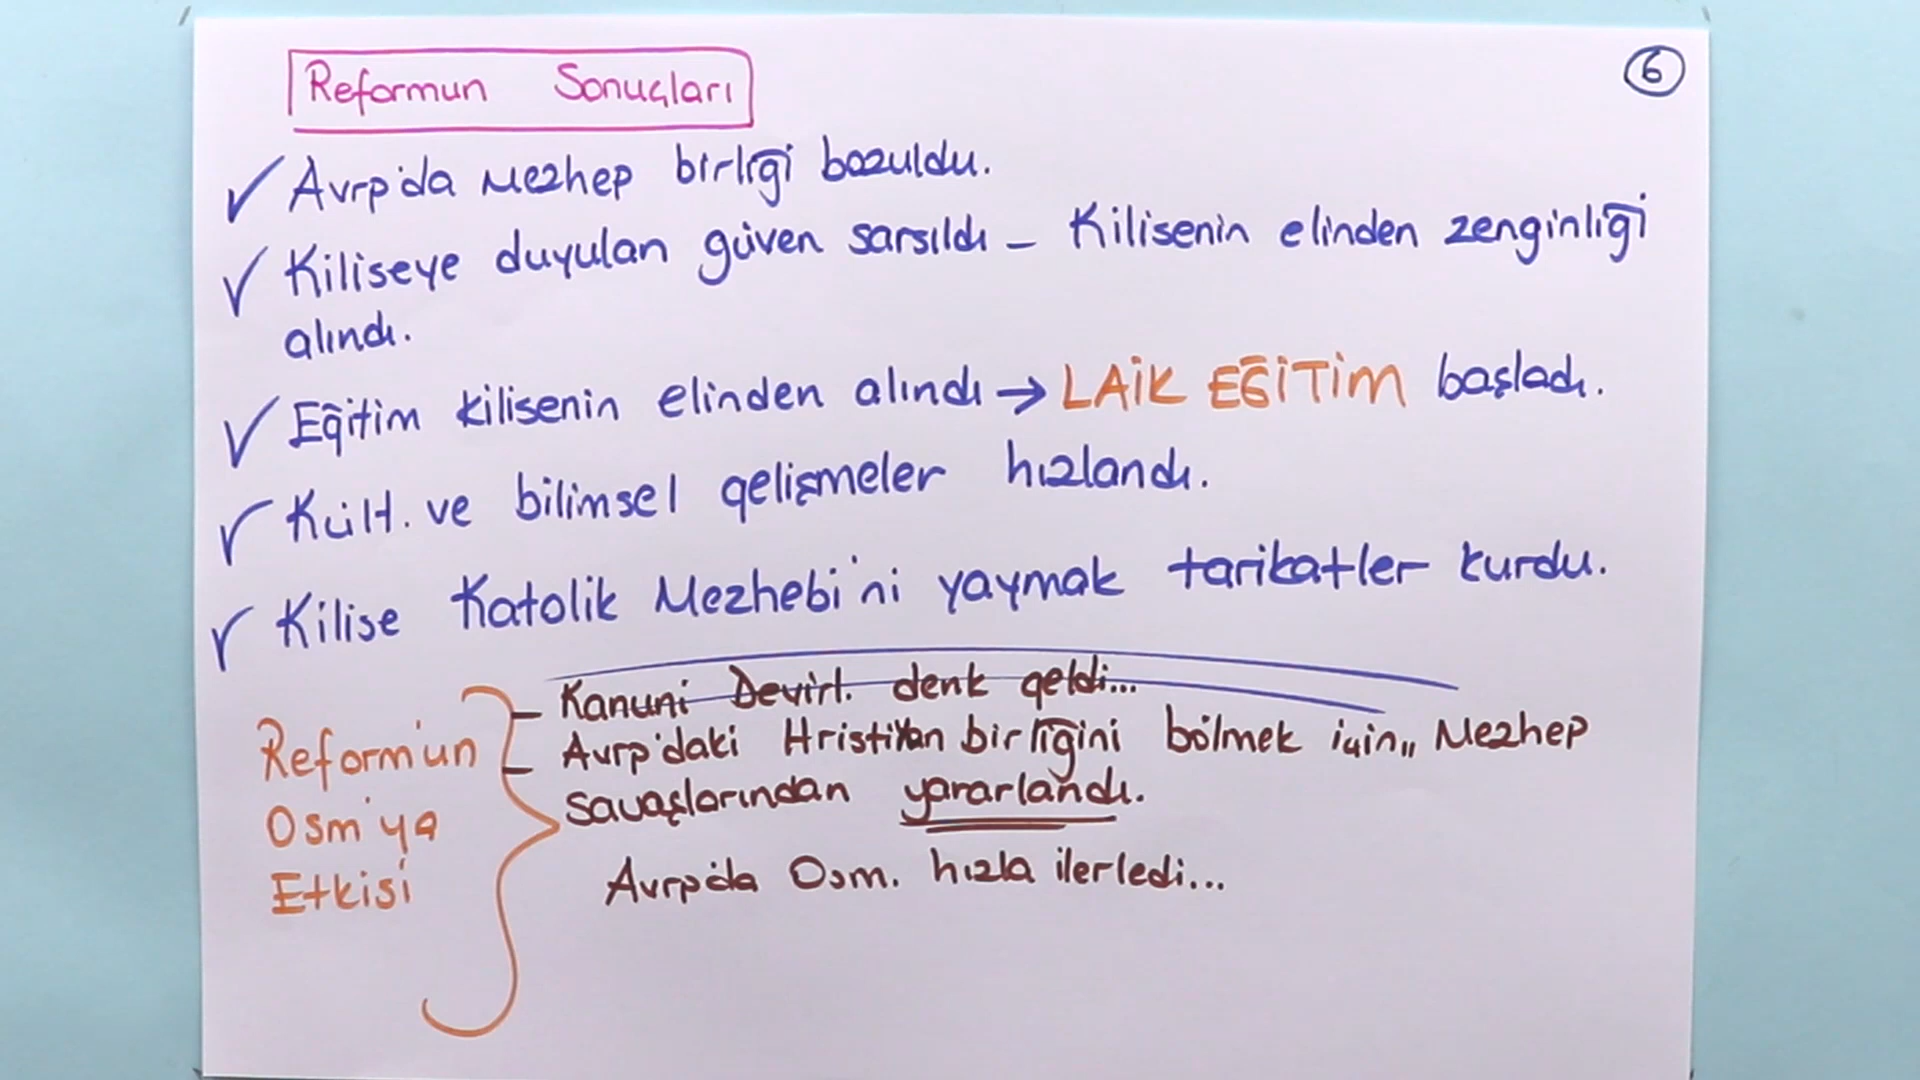 Reformun Sonuçları
6
Avrp'da Mezhep birliği bozuldu.
Kiliseye duyulan güven sarsıldı - Kilisenin elinden zenginliği
alındı.
Eğitim kilisenin elinden alındı → LAİK EĞİTİM başladı.
Kült. ve bilimsel gelişmeler hızlandı.
Kilise Katolik Mezhebi'ni yaymak tarikatler kurdu.
Reform'un
Osm'ya
Etkisi
- Kanuni Devirl. denk geldi...
- Avrp'daki Hristiyan birliğini bölmek için,, Mezhep
savaşlarından yararlandı.
Avrp'da Osm. hızla ilerledi...